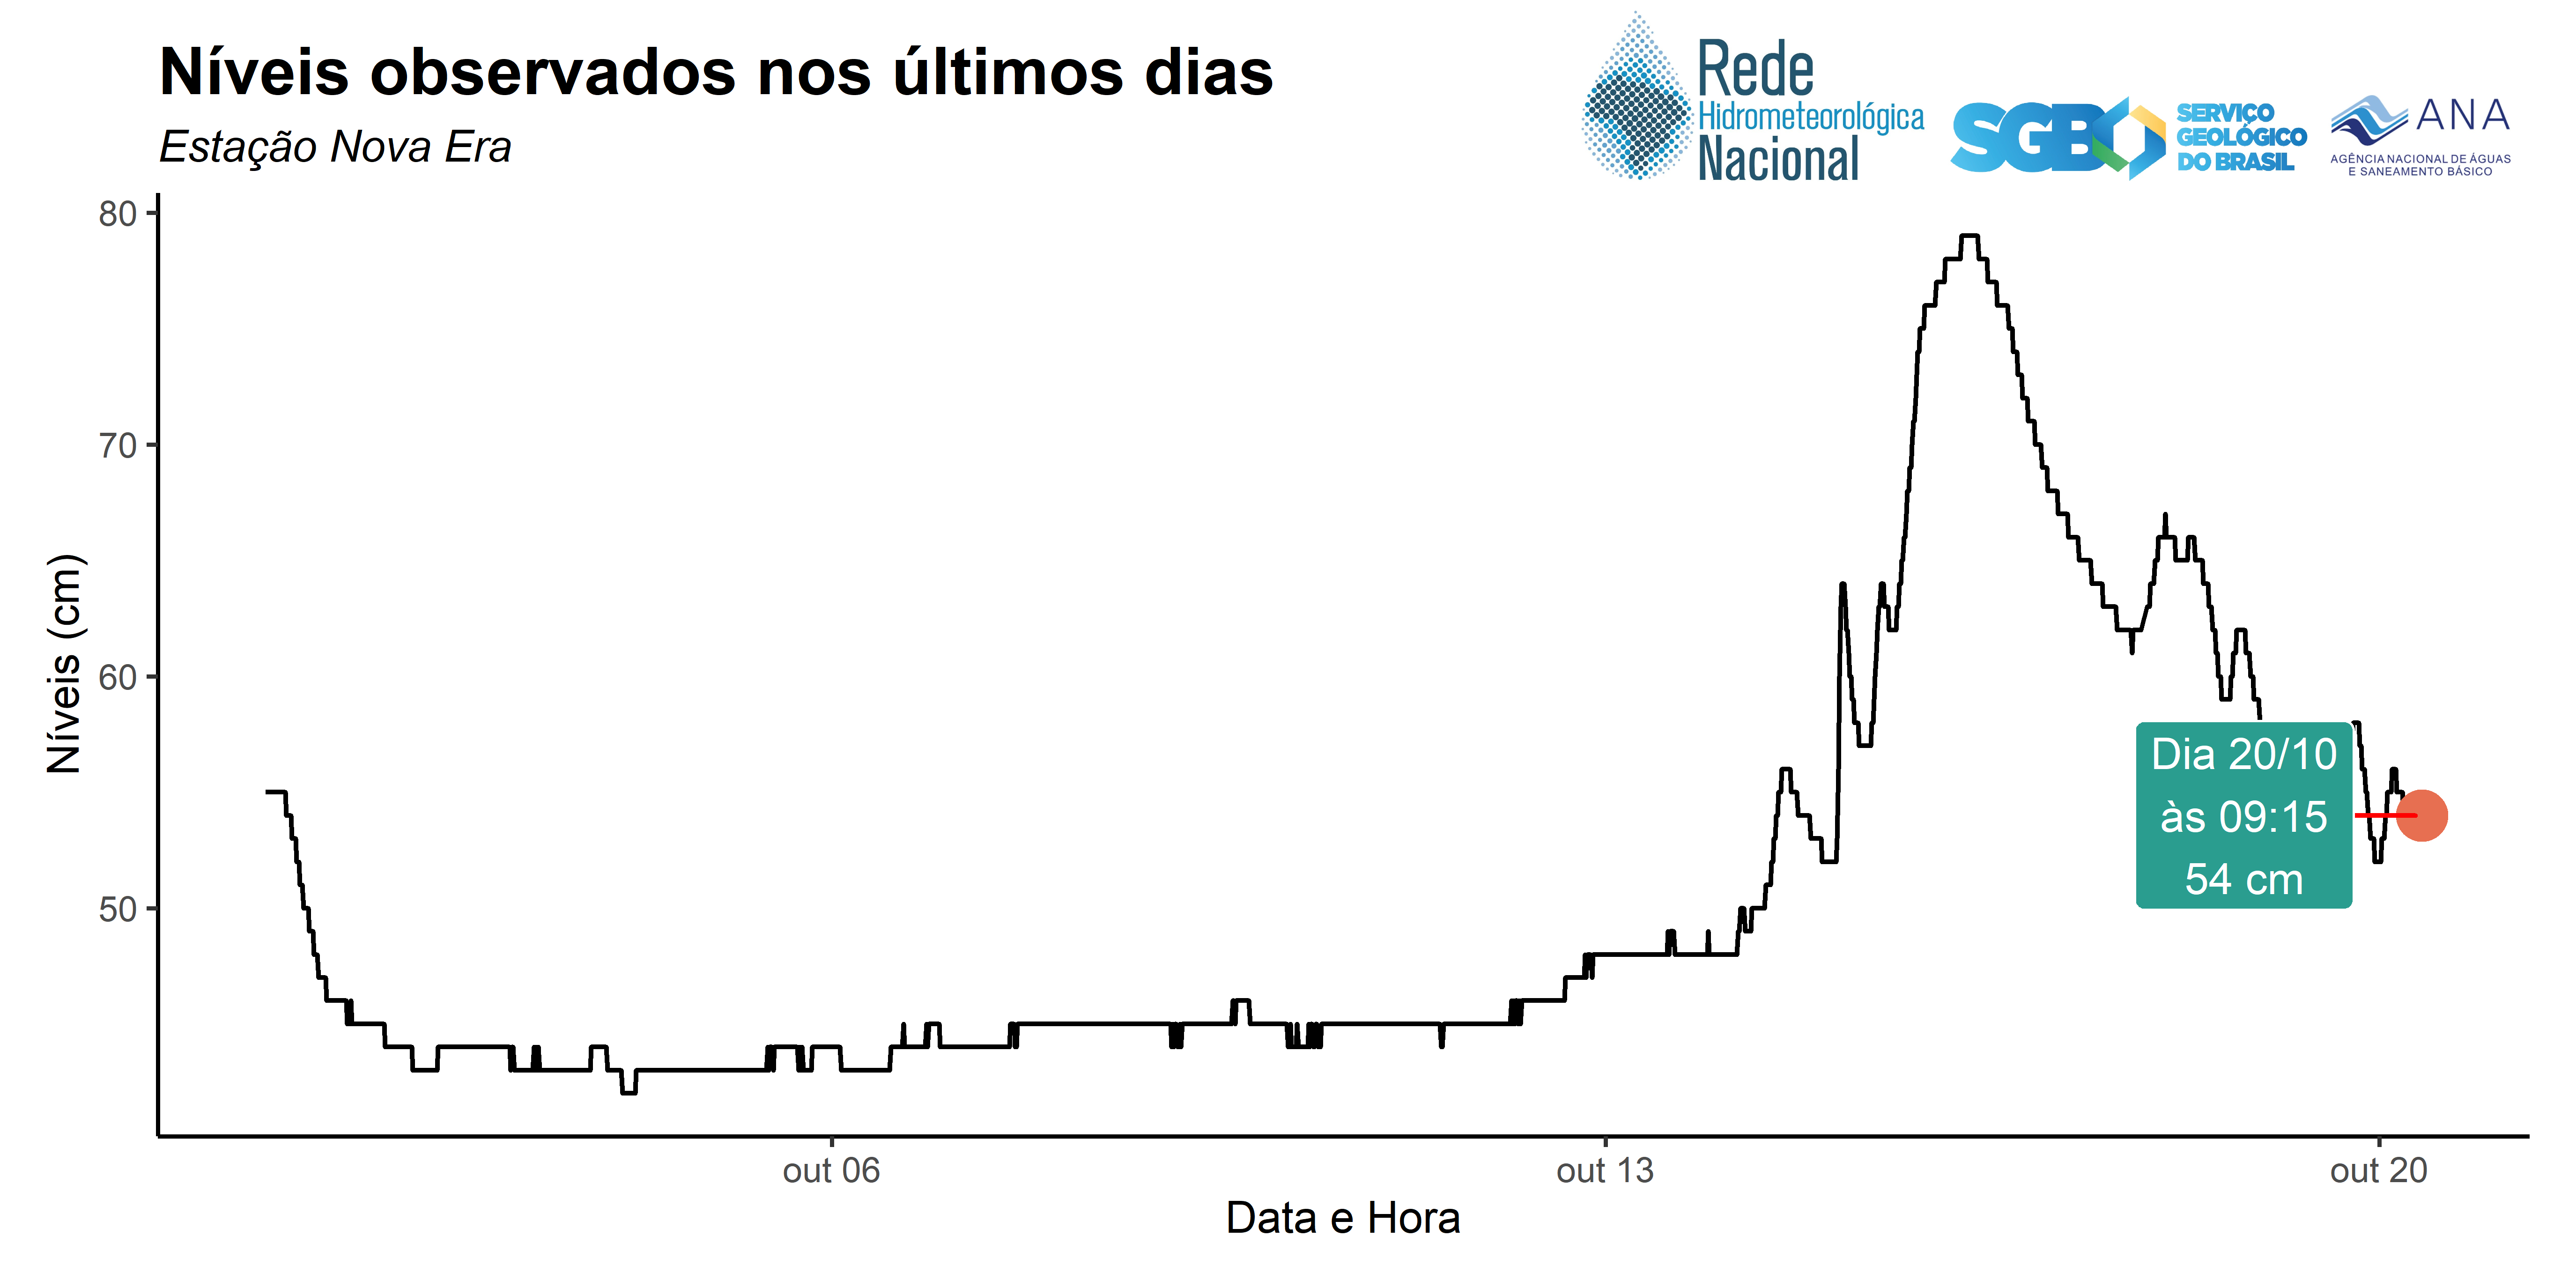 Níveis observados nos últimos dias
Estação Nova Era
Rede
Hidrometeorológica
Nacional
SGB
SERVIÇO
GEOLÓGICO
DO BRASIL
ANA
AGÊNCIA NACIONAL DE ÁGUAS
E SANEAMENTO BÁSICO
80
70
60
50
Níveis (cm)
Dia 20/10
às 09:15
54 cm
out 06
out 13
out 20
Data e Hora